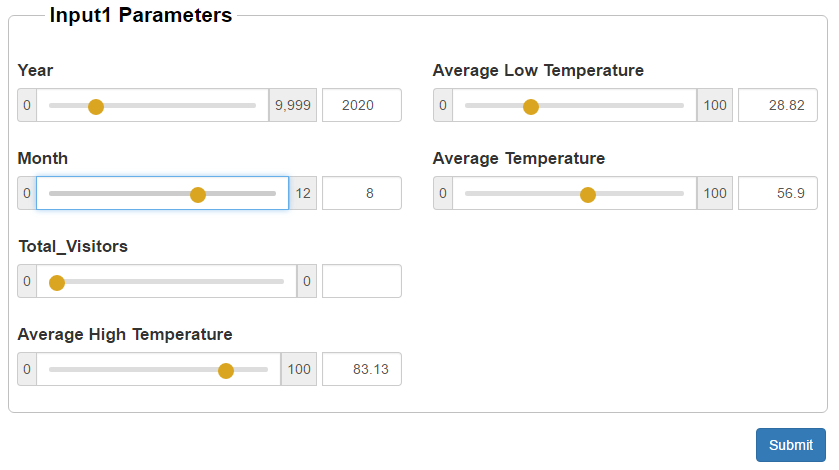 Input1 Parameters
Year
0 9,999 2020
Month
0 12 8
Total_Visitors
0 0
Average High Temperature
0 100 83.13
Average Low Temperature
0 100 28.82
Average Temperature
0 100 56.9
Submit